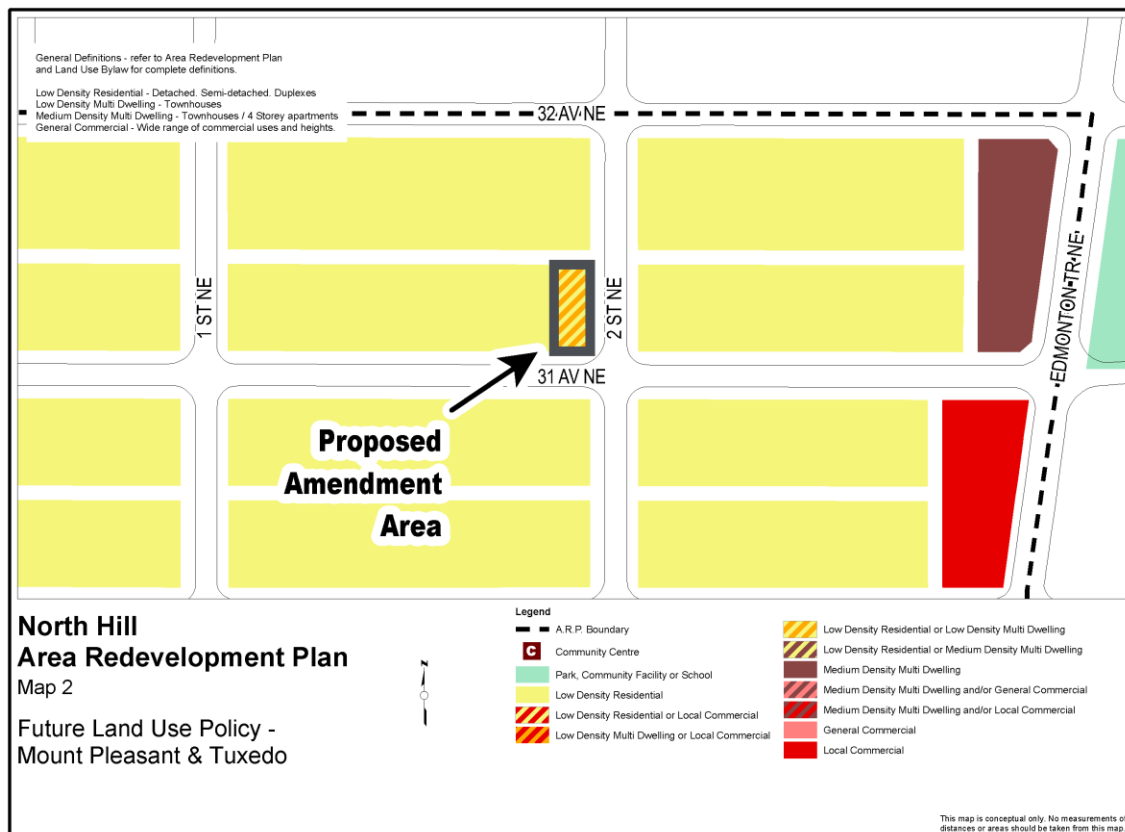 General Definitions - refer to Area Redevelopment Plan
and Land Use Bylaw for complete definitions.
Low Density Residential - Detached. Semi-detached. Duplexes
Low Density Multi Dwelling - Townhouses
Medium Density Multi Dwelling - Townhouses / 4 Storey apartments
General Commercial - Wide range of commercial uses and heights.
32 AV NE
1 ST NE
2 ST NE
EDMONTON TR NE
31 AV NE
Proposed
Amendment
Area
North Hill
Area Redevelopment Plan
Map 2
Future Land Use Policy -
Mount Pleasant & Tuxedo
N
Legend
A.R.P. Boundary
C Community Centre
Park, Community Facility or School
Low Density Residential
Low Density Residential or Local Commercial
Low Density Multi Dwelling or Local Commercial
Low Density Residential or Low Density Multi Dwelling
Low Density Residential or Medium Density Multi Dwelling
Medium Density Multi Dwelling
Medium Density Multi Dwelling and/or General Commercial
Medium Density Multi Dwelling and/or Local Commercial
General Commercial
Local Commercial
This map is conceptual only. No measurements of
distances or areas should be taken from this map.